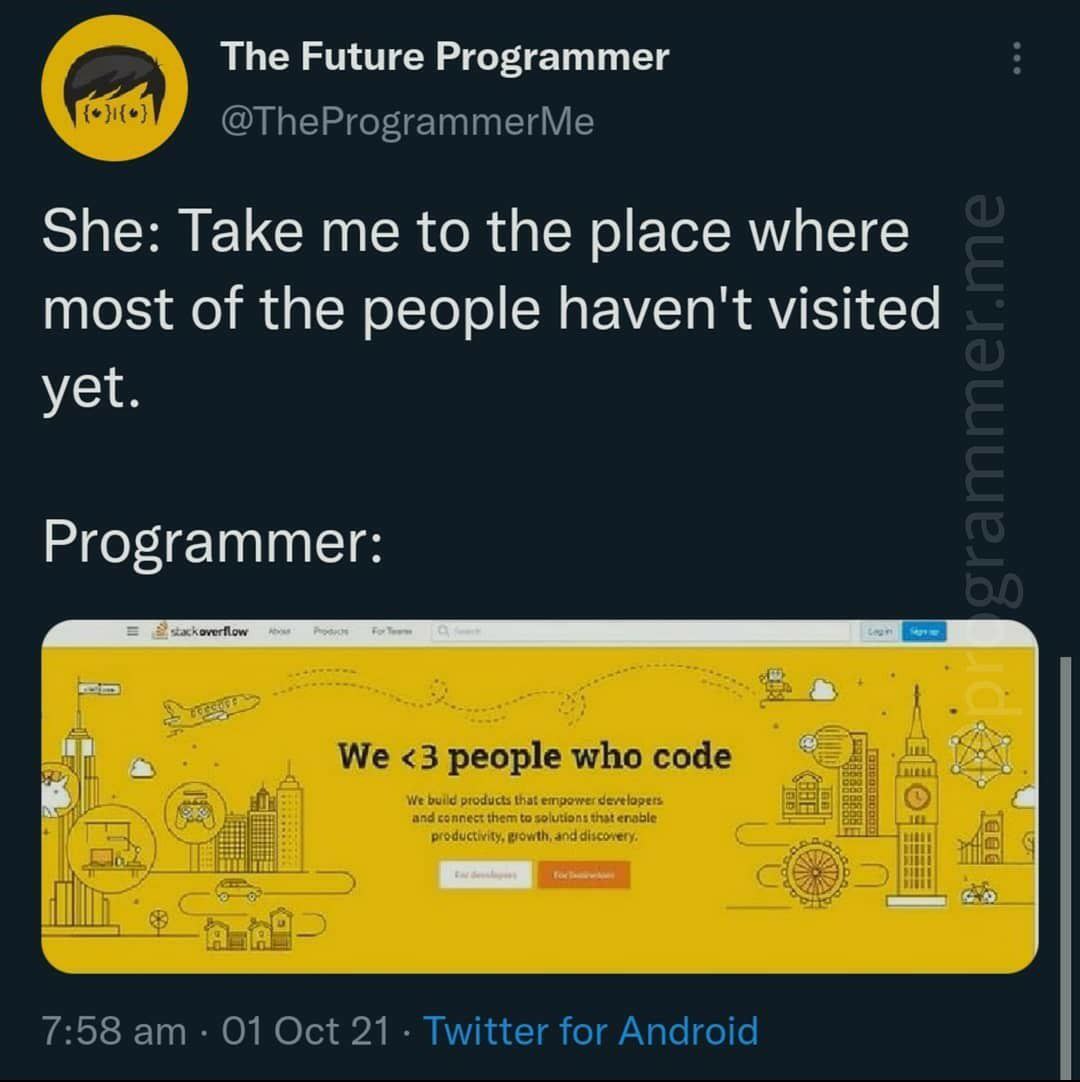 The Future Programmer
@TheProgrammerMe
She: Take me to the place where
most of the people haven't visited
yet.
Programmer:
stackoverflow About Products For Teams Search Log in Sign up
We <3 people who code
We build products that empower developers
and connect them to solutions that enable
productivity, growth, and discovery.
For developers For businesses
7:58 am · 01 Oct 21 · Twitter for Android
programmer.me